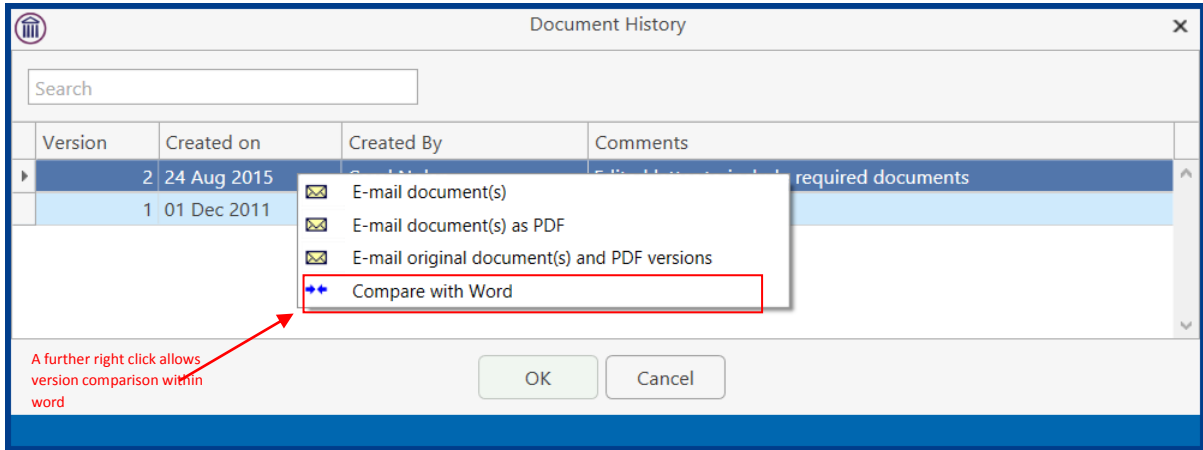 Document History
Search
Version Created on Created By Comments
2 24 Aug 2015 required documents
1 01 Dec 2011
E-mail document(s)
E-mail document(s) as PDF
E-mail original document(s) and PDF versions
Compare with Word
A further right click allows
version comparison within
word
OK Cancel